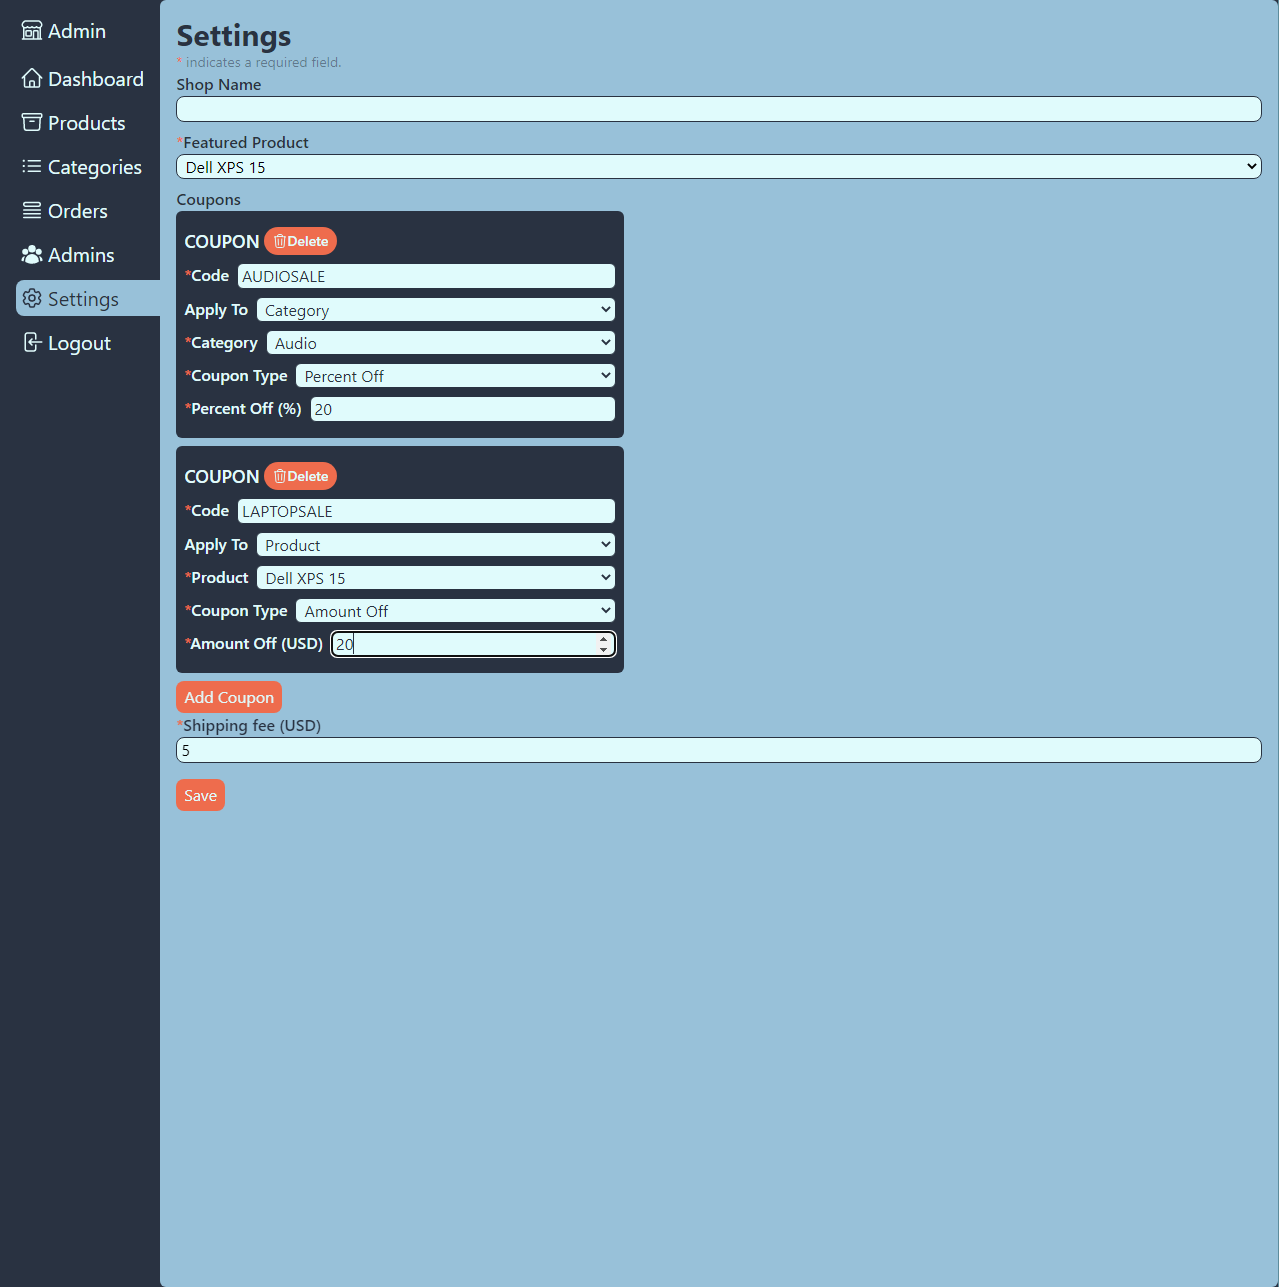 Admin
Dashboard
Products
Categories
Orders
Admins
Settings
Logout
Settings
* indicates a required field.
Shop Name
*Featured Product
Dell XPS 15
Coupons
COUPON Delete
*Code AUDIOSALE
Apply To Category
*Category Audio
*Coupon Type Percent Off
*Percent Off (%) 20
COUPON Delete
*Code LAPTOPSALE
Apply To Product
*Product Dell XPS 15
*Coupon Type Amount Off
*Amount Off (USD) 20
Add Coupon
*Shipping fee (USD)
5
Save